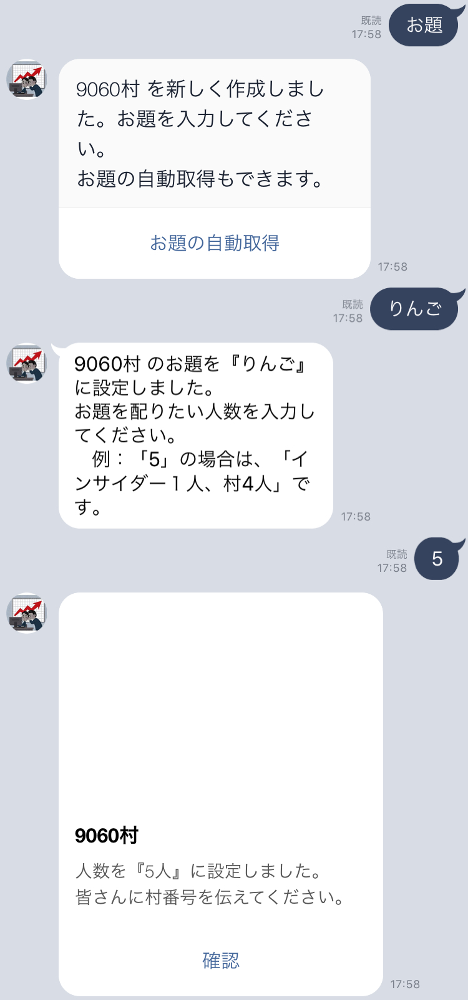 お題
既読
17:58
9060村 を新しく作成しまし
た。お題を入力してくださ
い。
お題の自動取得もできます。
お題の自動取得
17:58
りんご
既読
17:58
9060村 のお題を『りんご』
に設定しました。
お題を配りたい人数を入力し
てください。
　例：「5」の場合は、「イ
ンサイダー１人、村4人」で
す。
17:58
5
既読
17:58
9060村
人数を『5人』に設定しました。
皆さんに村番号を伝えてください。
確認
17:58